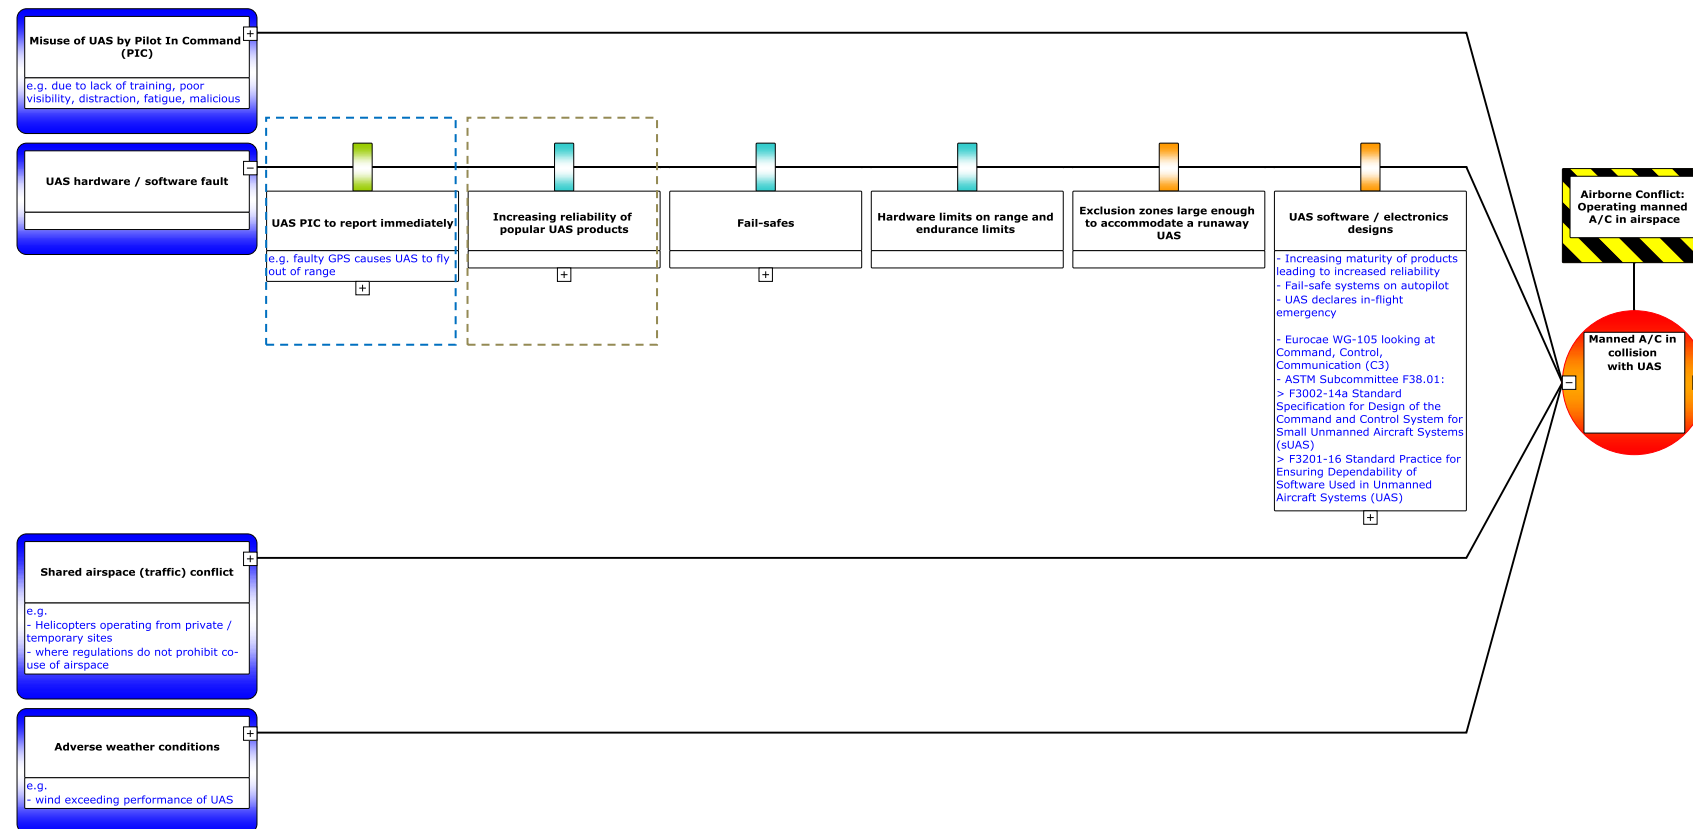 Misuse of UAS by Pilot In Command
(PIC)
+
e.g. due to lack of training, poor
visibility, distraction, fatigue, malicious
UAS hardware / software fault
−
UAS PIC to report immediately
e.g. faulty GPS causes UAS to fly
out of range
+
Increasing reliability of
popular UAS products
+
Fail-safes
+
Hardware limits on range and
endurance limits
Exclusion zones large enough
to accommodate a runaway
UAS
UAS software / electronics
designs
- Increasing maturity of products
leading to increased reliability
- Fail-safe systems on autopilot
- UAS declares in-flight
emergency
- Eurocae WG-105 looking at
Command, Control,
Communication (C3)
- ASTM Subcommittee F38.01:
> F3002-14a Standard
Specification for Design of the
Command and Control System for
Small Unmanned Aircraft Systems
(sUAS)
> F3201-16 Standard Practice for
Ensuring Dependability of
Software Used in Unmanned
Aircraft Systems (UAS)
+
Airborne Conflict:
Operating manned
A/C in airspace
Manned A/C in
collision
with UAS
−
Shared airspace (traffic) conflict
+
e.g.
- Helicopters operating from private /
temporary sites
- where regulations do not prohibit co-
use of airspace
Adverse weather conditions
+
e.g.
- wind exceeding performance of UAS